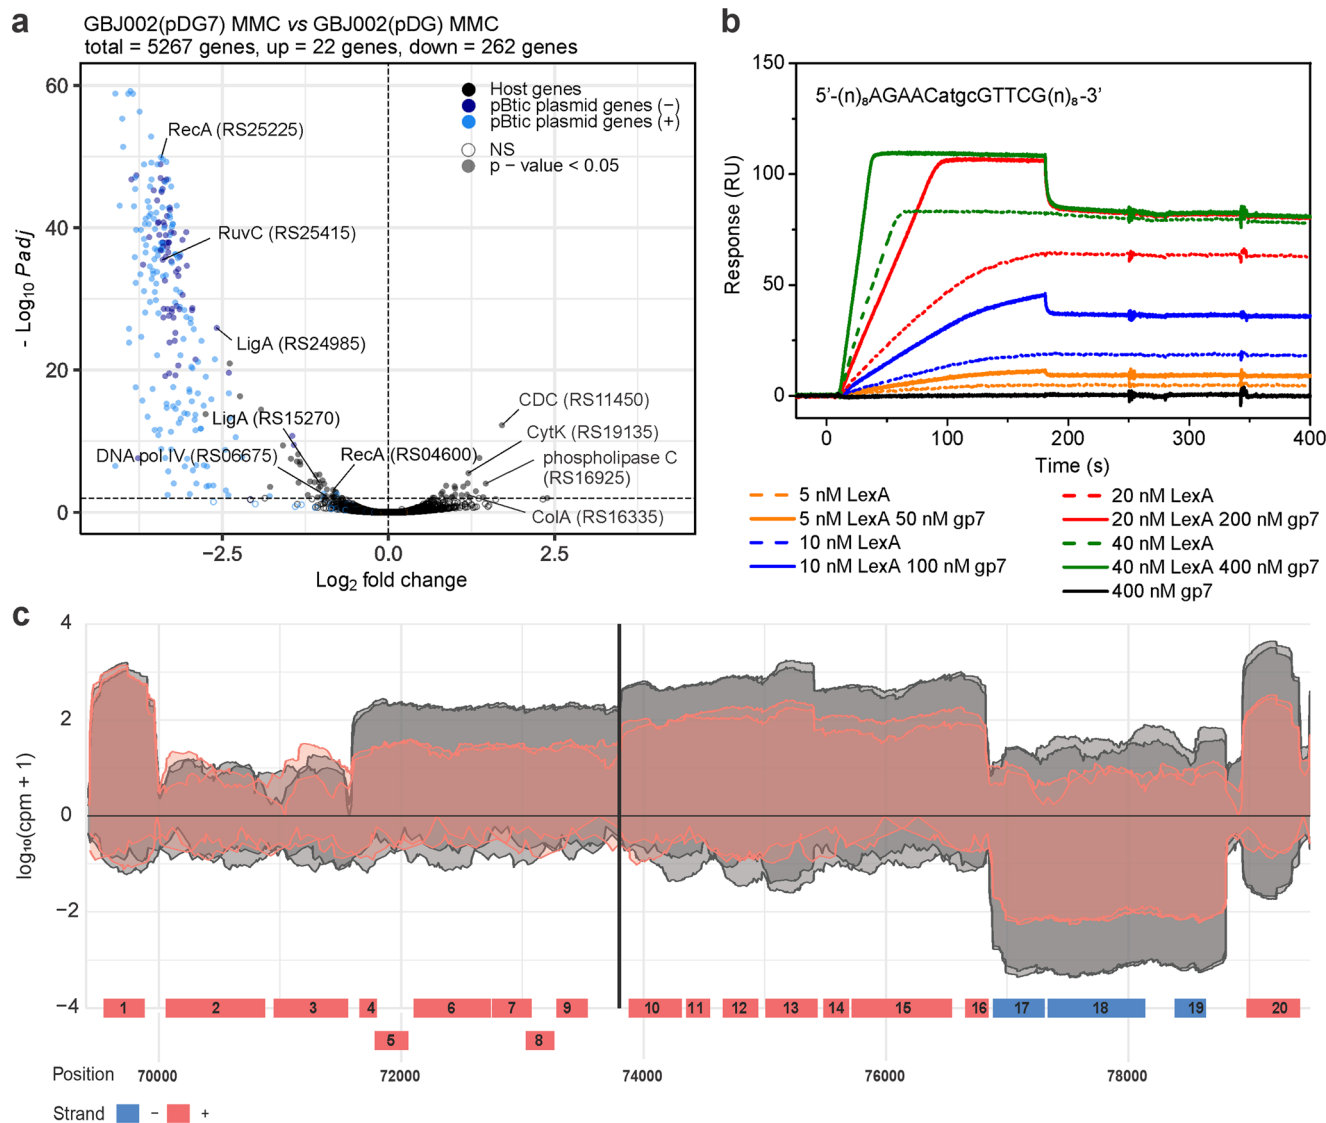 a
GBJ002(pDG7) MMC vs GBJ002(pDG) MMC
total = 5267 genes, up = 22 genes, down = 262 genes
Host genes
pBtic plasmid genes (−)
pBtic plasmid genes (+)
NS
p − value < 0.05
RecA (RS25225)
RuvC (RS25415)
LigA (RS24985)
LigA (RS15270)
DNA pol IV (RS06675)
RecA (RS04600)
CDC (RS11450)
CytK (RS19135)
phospholipase C
(RS16925)
ColA (RS16335)
60
40
20
0
- Log10 Padj
−2.5
0.0
2.5
Log2 fold change
b
5'-(n)8AGAACatgcGTTCG(n)8-3'
150
100
50
0
Response (RU)
0
100
200
300
400
Time (s)
5 nM LexA
5 nM LexA 50 nM gp7
10 nM LexA
10 nM LexA 100 nM gp7
20 nM LexA
20 nM LexA 200 nM gp7
40 nM LexA
40 nM LexA 400 nM gp7
400 nM gp7
c
4
2
0
−2
−4
log₁₀(cpm + 1)
1 2 3 4 6 7 9 10 11 12 13 14 15 16 17 18 19 20
5 8
Position 70000 72000 74000 76000 78000
Strand − +